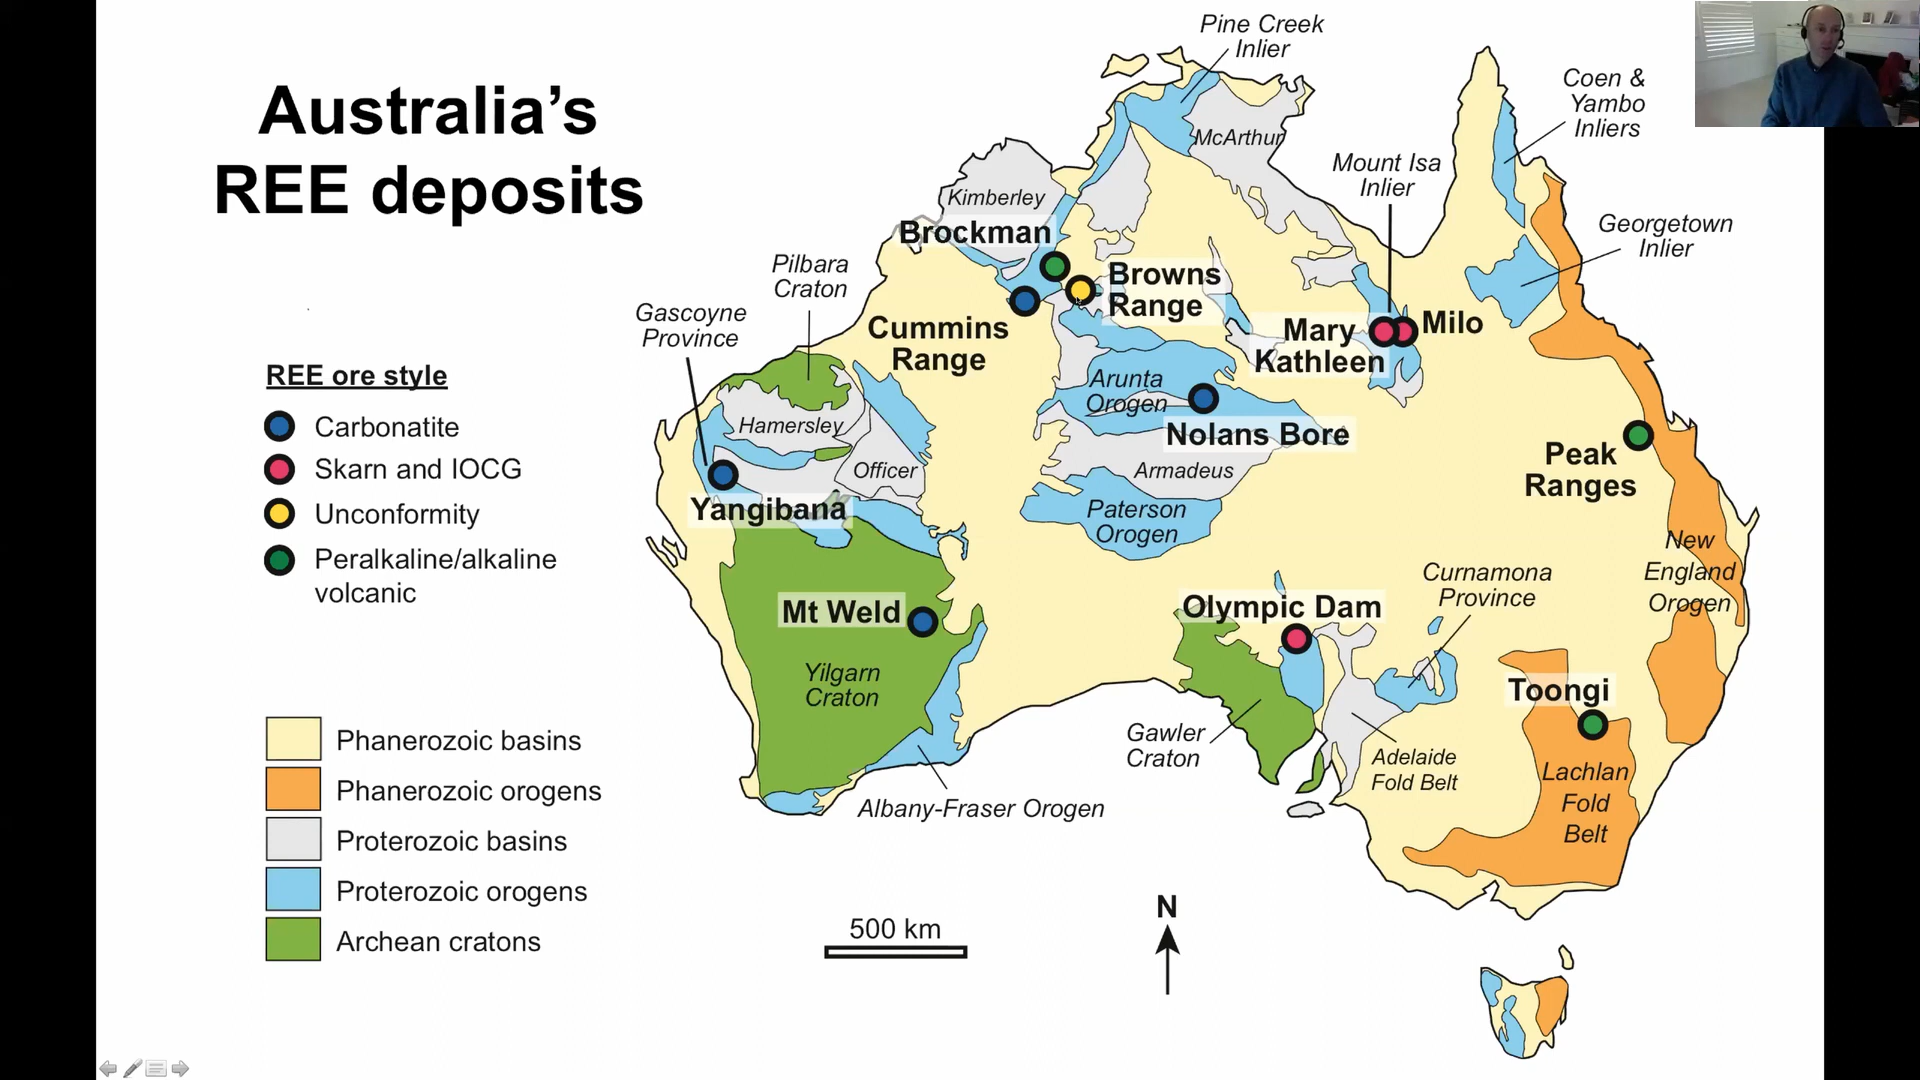 Australia’s
REE deposits
REE ore style
Carbonatite
Skarn and IOCG
Unconformity
Peralkaline/alkaline
volcanic
Phanerozoic basins
Phanerozoic orogens
Proterozoic basins
Proterozoic orogens
Archean cratons
Pine Creek
Inlier
Coen &
Yambo
Inliers
McArthur
Mount Isa
Inlier
Kimberley
Georgetown
Inlier
Brockman
Pilbara
Craton
Browns
Range
Gascoyne
Province
Cummins
Range
Mary
Kathleen
Milo
Arunta
Orogen
Hamersley
Nolans Bore
Officer
Armadeus
Peak
Ranges
Yangibana
Paterson
Orogen
New
England
Orogen
Curnamona
Province
Mt Weld
Olympic Dam
Yilgarn
Craton
Toongi
Gawler
Craton
Adelaide
Fold Belt
Lachlan
Fold
Belt
Albany-Fraser Orogen
500 km
N